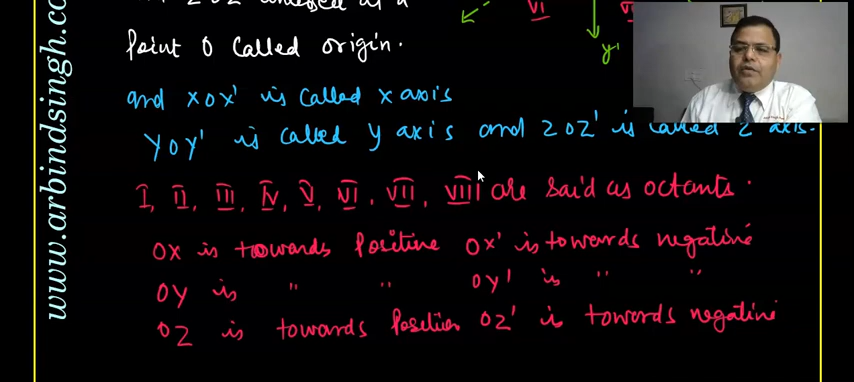 Point O called origin.
and XOX' is called x axis
YOY' is called y axis and ZOZ' is called Z axis.
I, II, III, IV, V, VI, VII, VIII are said as octants.
OX is towards Positive OX' is towards negative
OY is " " OY' is " "
OZ is towards Position OZ' is towards negative
VI
y'
www.arbindsingh.co